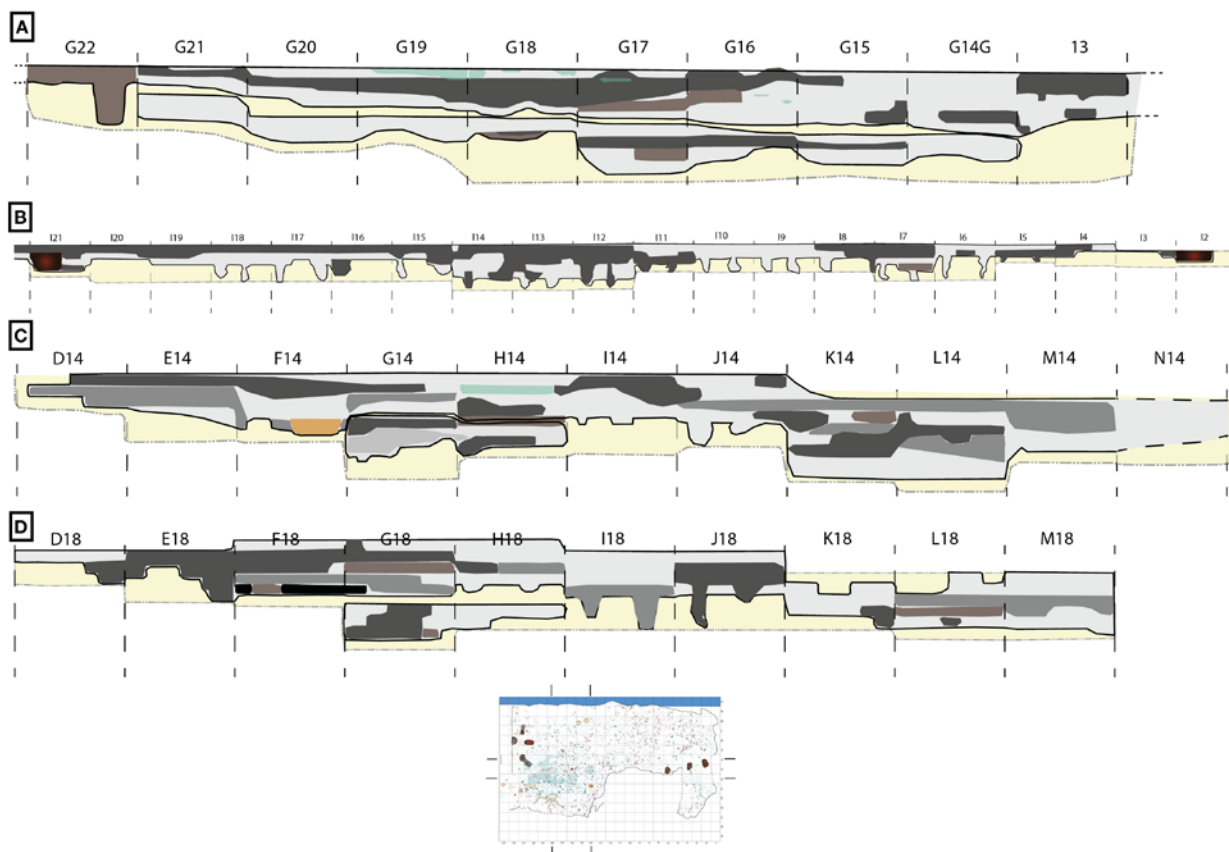 A
G22 G21 G20 G19 G18 G17 G16 G15 G14G 13
B
I21 I20 I19 I18 I17 I16 I15 I14 I13 I12 I11 I10 I9 I8 I7 I6 I5 I4 I3 I2
C
D14 E14 F14 G14 H14 I14 J14 K14 L14 M14 N14
D
D18 E18 F18 G18 H18 I18 J18 K18 L18 M18